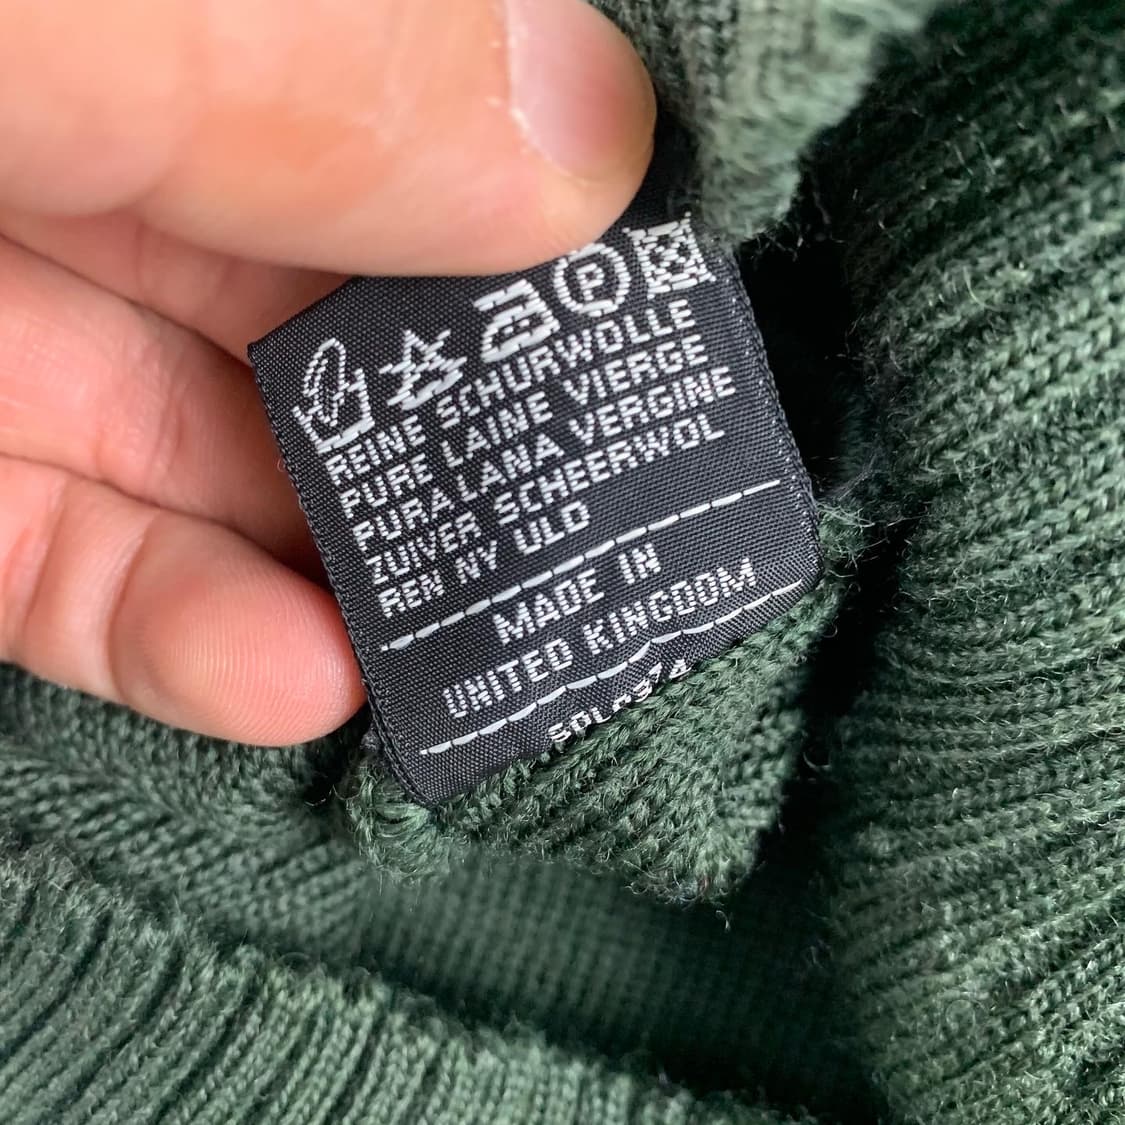 P
REINE SCHURWOLLE
PURE LAINE VIERGE
PURA LANA VERGINE
ZUIVER SCHEERWOL
REN NY ULD
MADE IN
UNITED KINGDOM